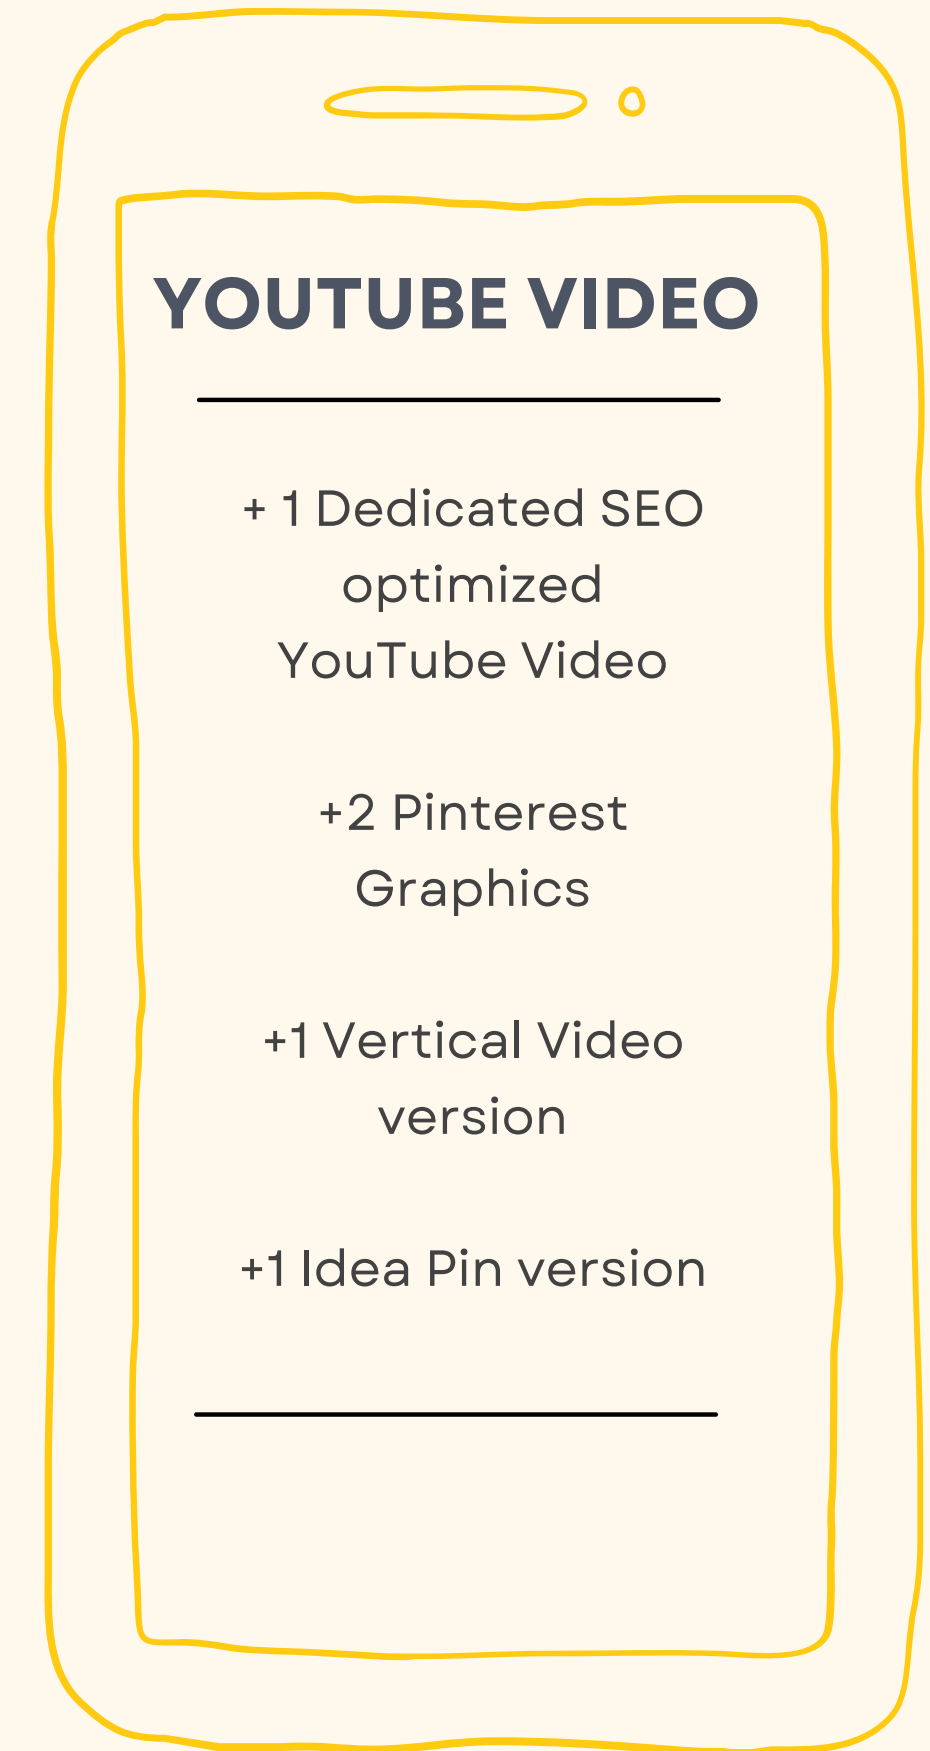 YOUTUBE VIDEO
+ 1 Dedicated SEO
optimized
YouTube Video
+2 Pinterest
Graphics
+1 Vertical Video
version
+1 Idea Pin version